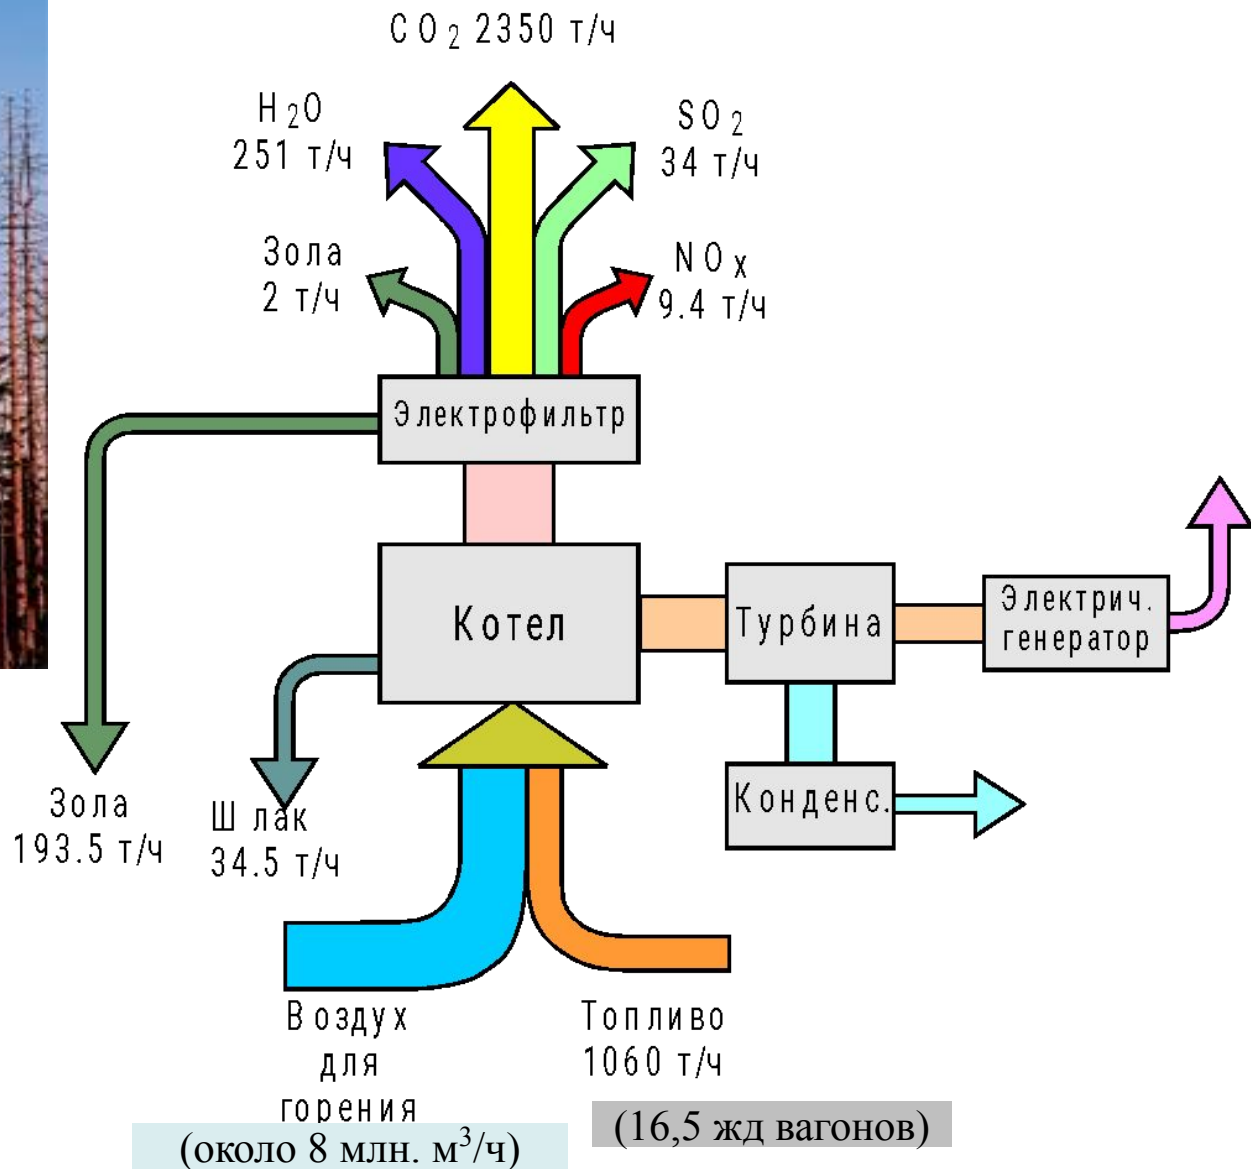 CO₂ 2350 т/ч
H₂O
251 т/ч
SO₂
34 т/ч
Зола
2 т/ч
NOₓ
9.4 т/ч
Электрофильтр
Котел
Турбина
Электрич.
генератор
Конденс.
Зола
193.5 т/ч
Шлак
34.5 т/ч
Воздух
для
горения
(около 8 млн. м³/ч)
Топливо
1060 т/ч
(16,5 жд вагонов)